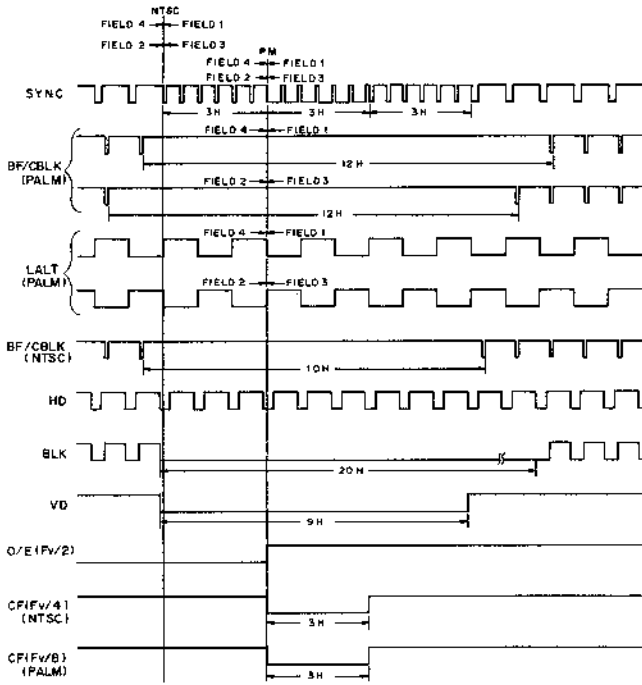 NTSC
FIELD 4 FIELD 1
FIELD 2 FIELD 3
PM
FIELD 4 FIELD 1
FIELD 2 FIELD 3
SYNC
3H 3H 3H
FIELD 4 FIELD 1
BF/CBLK
(PALM)
12H
FIELD 2 FIELD 3
12H
FIELD 4 FIELD 1
LALT
(PALM)
FIELD 2 FIELD 3
BF/CBLK
(NTSC)
10H
HD
BLK
20H
VD
9H
O/E(Fv/2)
CF(Fv/4)
(NTSC)
3H
CF(Fv/8)
(PALM)
3H